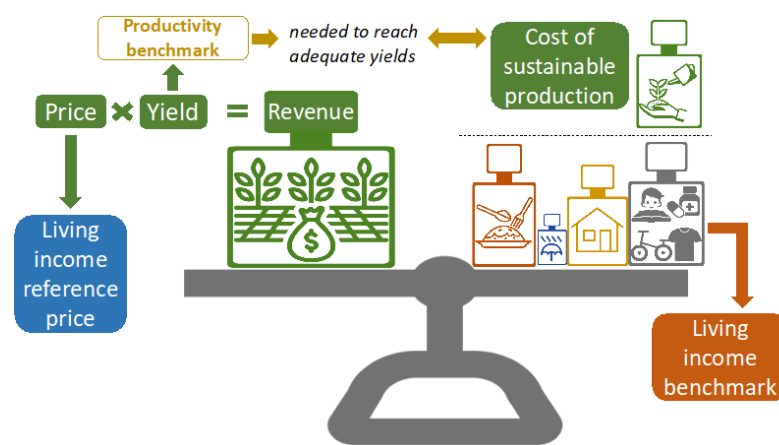 Productivity
benchmark
needed to reach
adequate yields
Cost of
sustainable
production
Price × Yield = Revenue
$
Living
income
reference
price
Living
income
benchmark